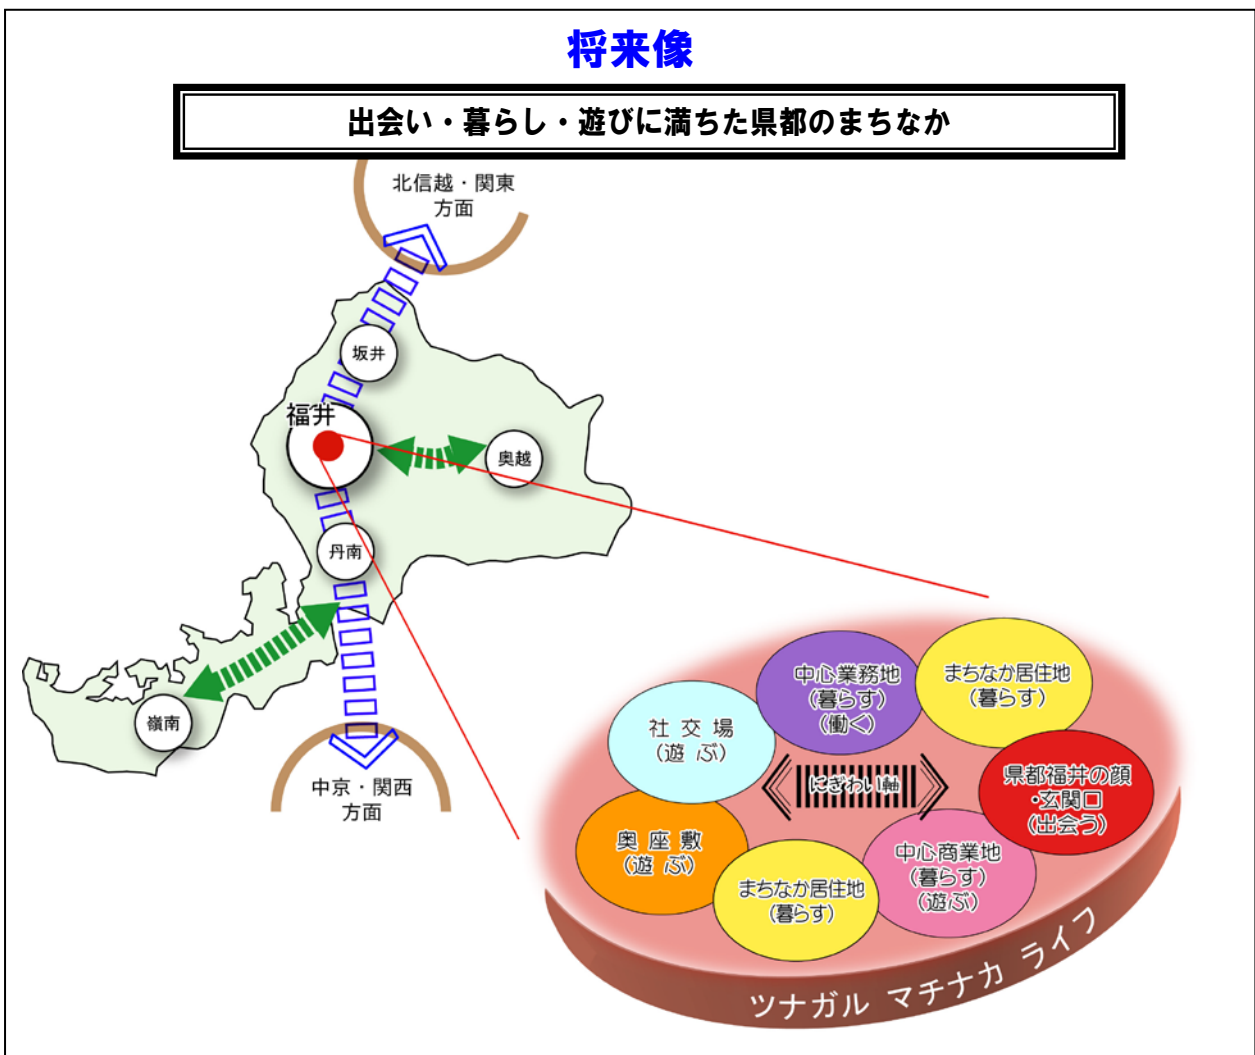 将来像
出会い・暮らし・遊びに満ちた県都のまちなか
北信越・関東
方面
坂井
福井
奥越
丹南
嶺南
中京・関西
方面
中心業務地
(暮らす)
(働く)
まちなか居住地
(暮らす)
社交場
(遊ぶ)
にぎわい軸
県都福井の顔
・玄関口
(出会う)
奥座敷
(遊ぶ)
まちなか居住地
(暮らす)
中心商業地
(暮らす)
(遊ぶ)
ツナガル マチナカ ライフ